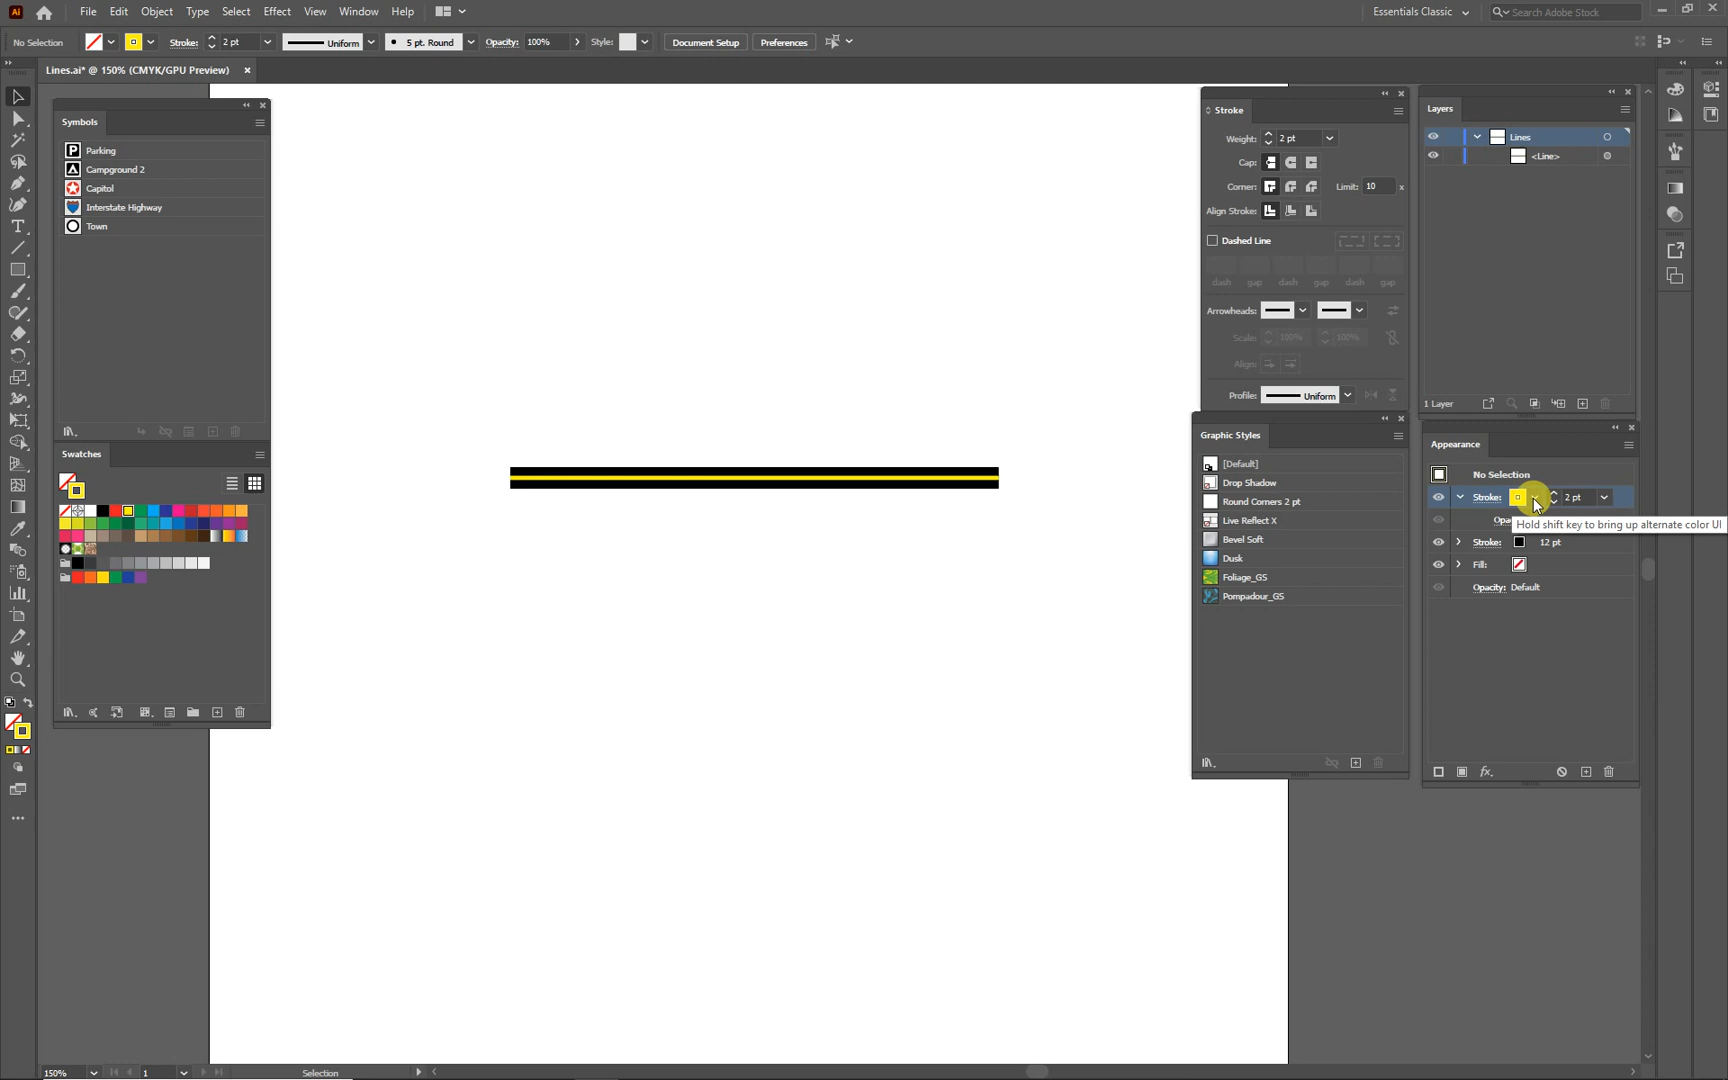 Ai File Edit Object Type Select Effect View Window Help Essentials Classic Search Adobe Stock
No Selection Stroke: 2 pt Uniform 5 pt. Round Opacity: 100% Style: Document Setup Preferences
Lines.ai* @ 150% (CMYK/GPU Preview)
Symbols
Parking
Campground 2
Capitol
Interstate Highway
Town
Swatches
Stroke
Weight: 2 pt
Cap:
Corner: Limit: 10 x
Align Stroke:
Dashed Line
dash gap dash gap dash gap
Arrowheads:
Scale: 100% 100%
Align:
Profile: Uniform
Graphic Styles
[Default]
Drop Shadow
Round Corners 2 pt
Live Reflect X
Bevel Soft
Dusk
Foliage_GS
Pompadour_GS
Layers
Lines
<Line>
1 Layer
Appearance
No Selection
Stroke: 2 pt
Opa
Hold shift key to bring up alternate color UI
Stroke: 12 pt
Fill:
Opacity: Default
150% 1 Selection